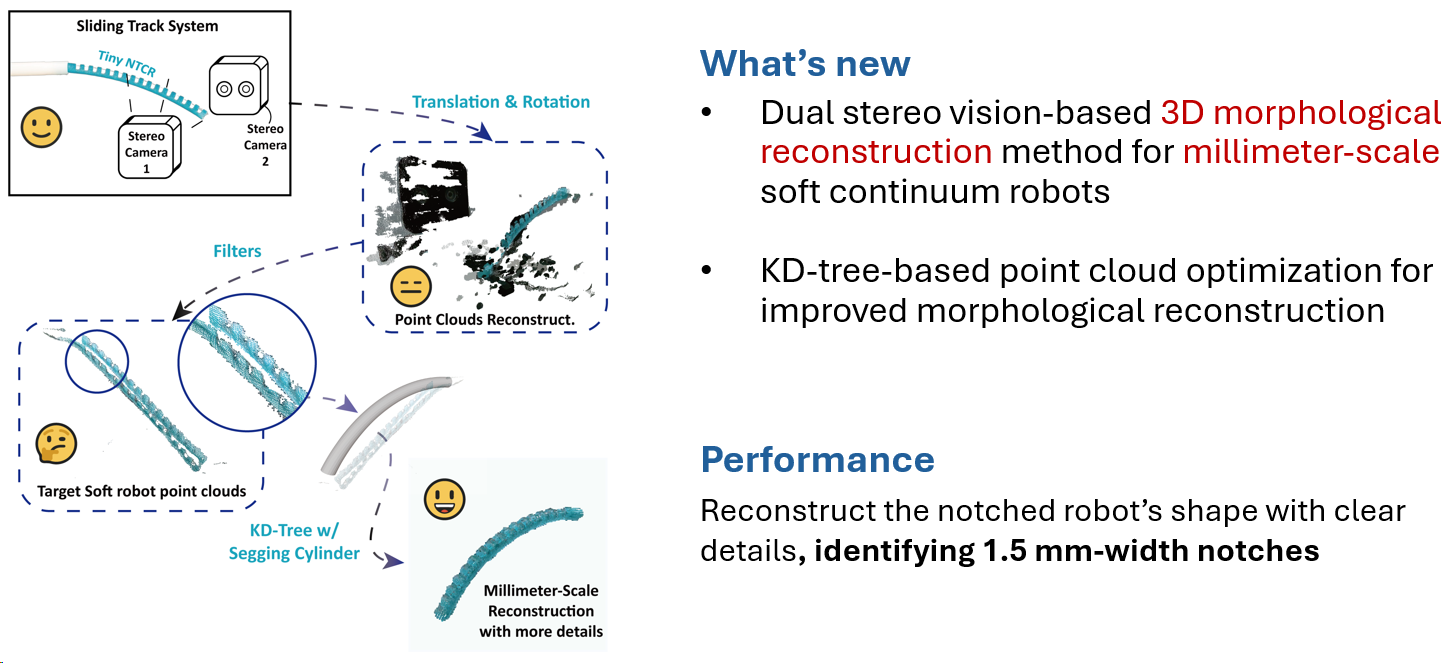 Sliding Track System
Tiny NTCR
Stereo
Camera
1
Stereo
Camera
2
Translation & Rotation
Point Clouds Reconstruct.
Filters
Target Soft robot point clouds
KD-Tree w/
Segging Cylinder
Millimeter-Scale
Reconstruction
with more details
What's new
• Dual stereo vision-based 3D morphological
reconstruction method for millimeter-scale
soft continuum robots
• KD-tree-based point cloud optimization for
improved morphological reconstruction
Performance
Reconstruct the notched robot's shape with clear
details, identifying 1.5 mm-width notches